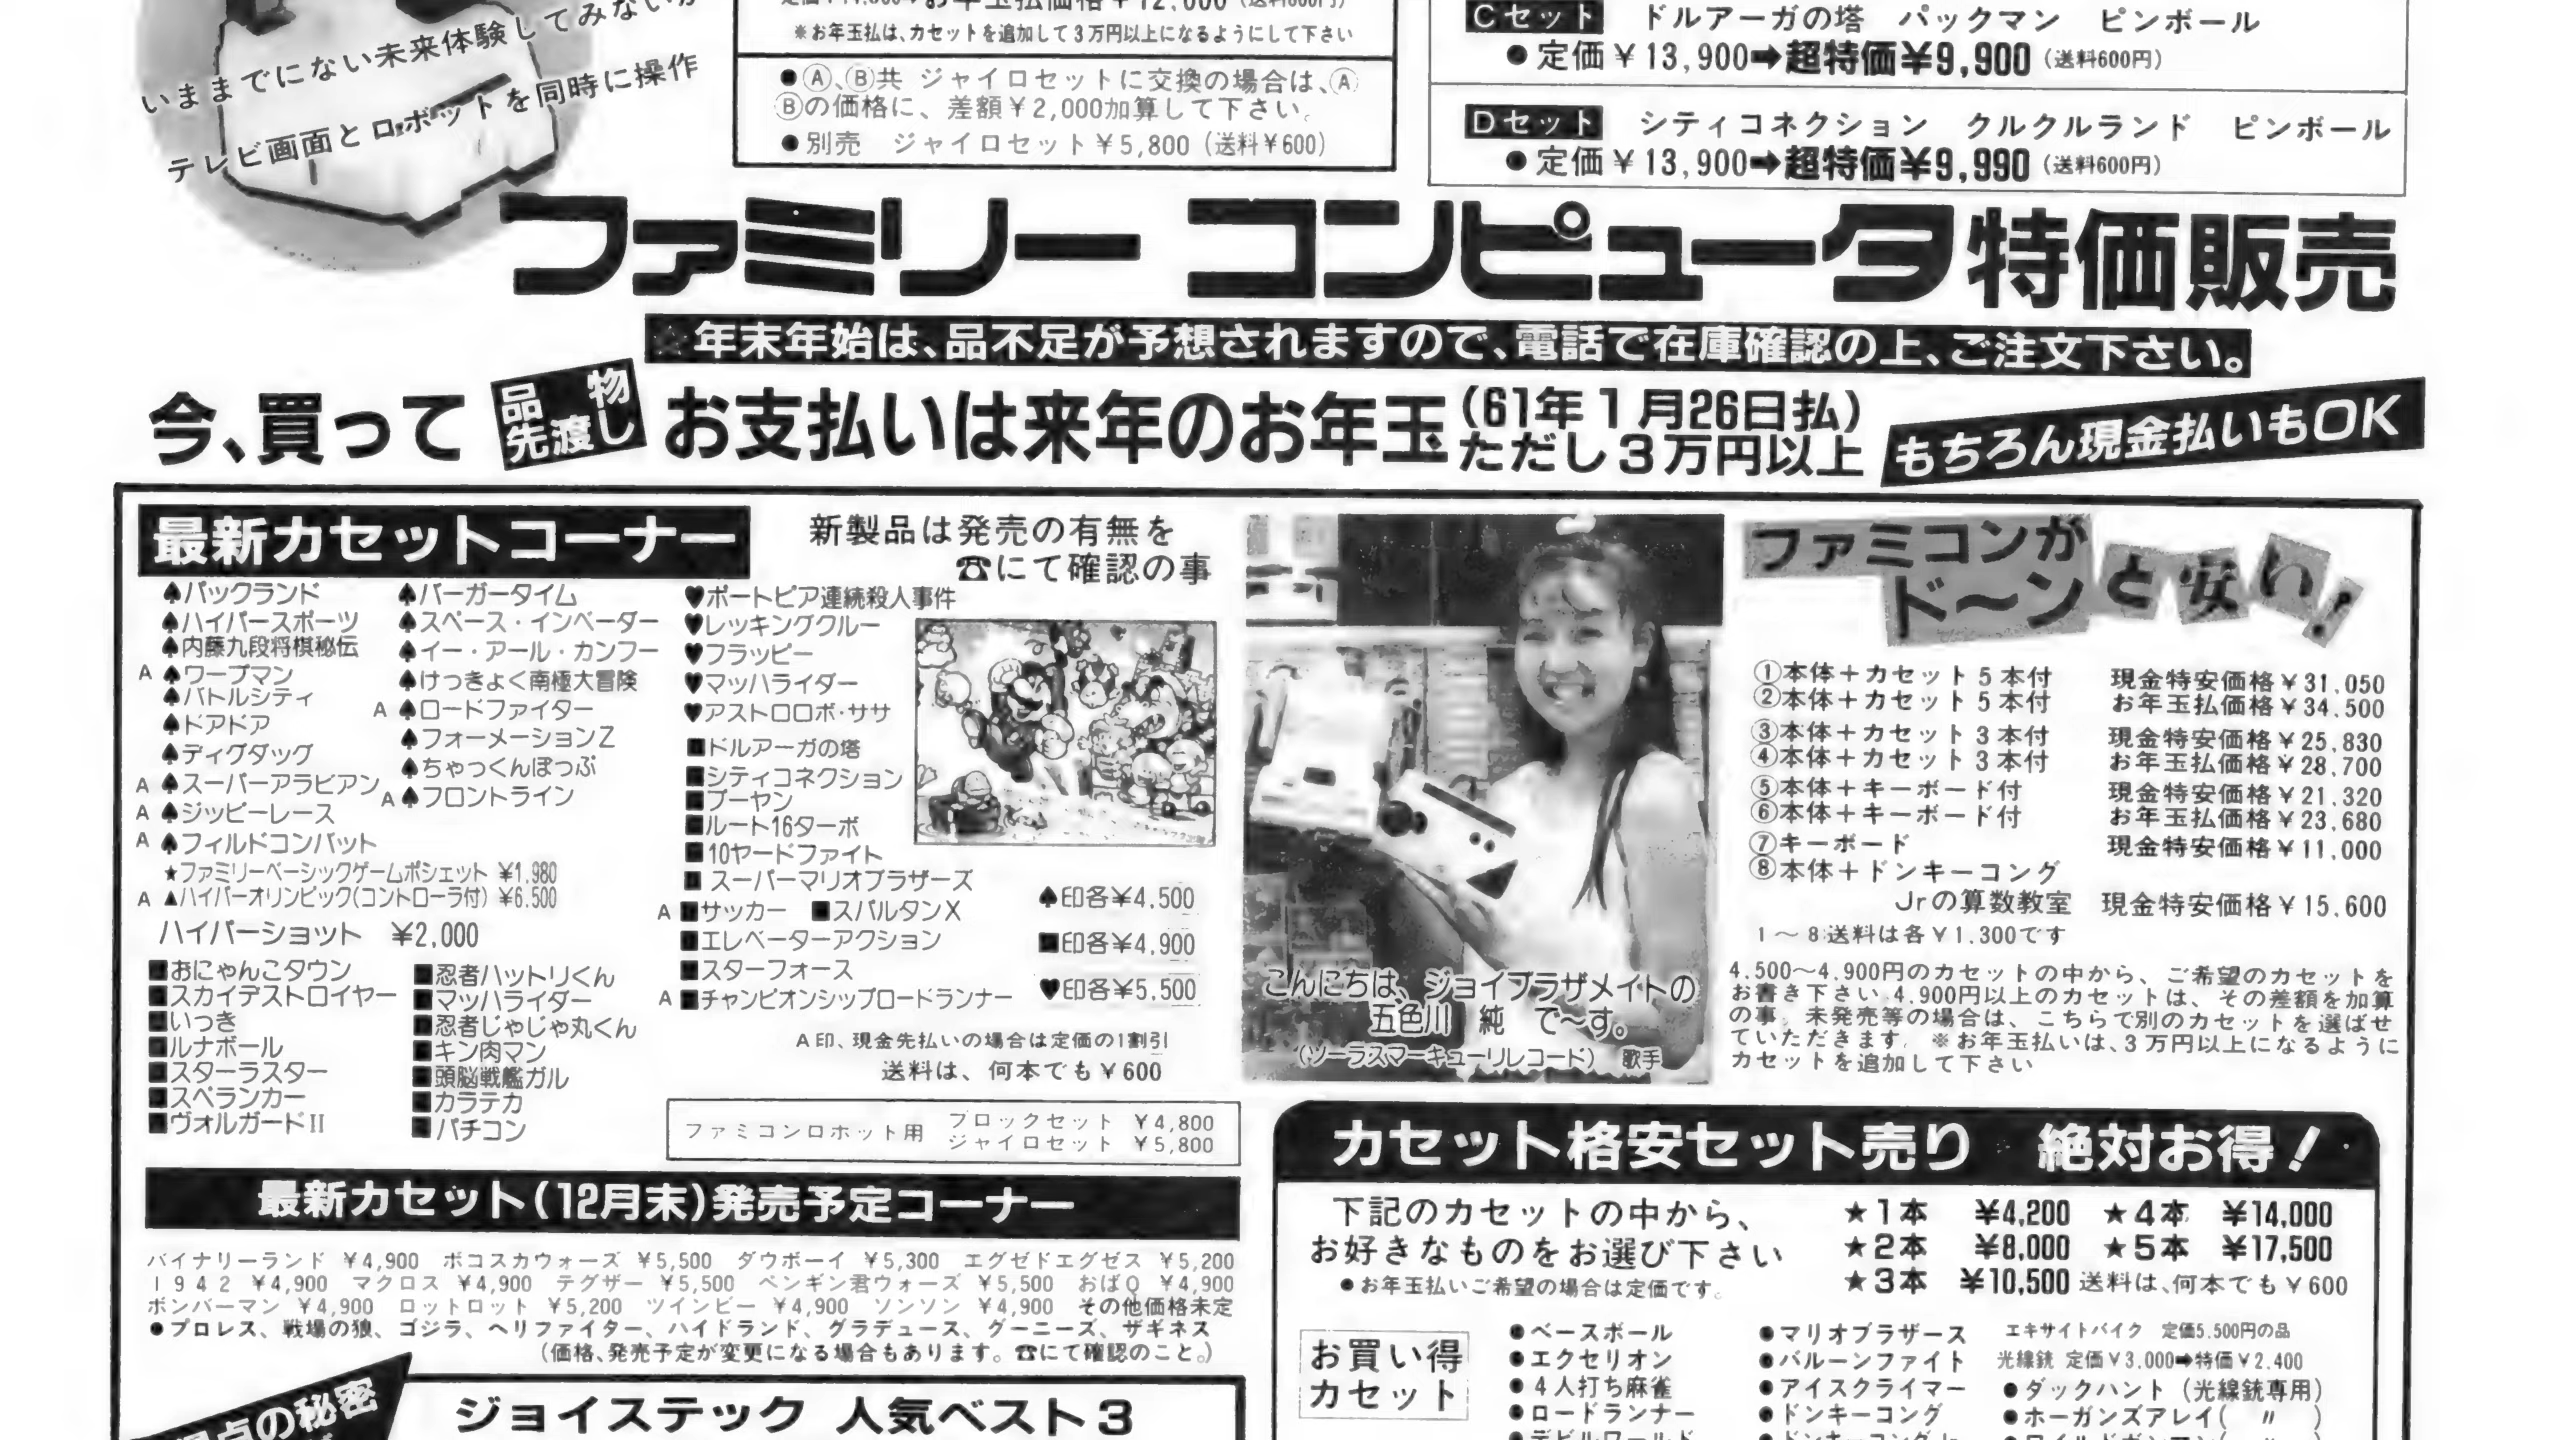 いままでにない未来体験してみないか
テレビ画面とロボットを同時に操作
お年玉払価格￥12,600(送料600円)
※お年玉払は、カセットを追加して3万円以上になるようにして下さい
●Ⓐ、Ⓑ共 ジャイロセットに交換の場合は、Ⓐ
Ⓑの価格に、差額￥2,000加算して下さい。
●別売 ジャイロセット￥5,800(送料￥600)
Cセット ドルアーガの塔 パックマン ピンボール
●定価￥13,900➡超特価￥9,900(送料600円)
Dセット シティコネクション クルクルランド ピンボール
●定価￥13,900➡超特価￥9,990(送料600円)
ファミリー コンピュータ特価販売
☆年末年始は、品不足が予想されますので、電話で在庫確認の上、ご注文下さい。
今、買って 品物先渡し お支払いは来年のお年玉(61年1月26日払)
ただし3万円以上
もちろん現金払いもOK
最新カセットコーナー
新製品は発売の有無を
☎にて確認の事
♠パックランド
♠ハイパースポーツ
♠内藤九段将棋秘伝
A ♠ワープマン
♠バトルシティ
♠ドアドア
♠ディグダッグ
A ♠スーパーアラビアン
A ♠ジッピーレース
A ♠フィルドコンバット
★ファミリーベーシックゲームポシェット ￥1,980
A ▲ハイパーオリンピック(コントローラ付) ￥6,500
ハイパーショット ￥2,000
♠バーガータイム
♠スペース・インベーダー
♠イー・アール・カンフー
♠けっきょく南極大冒険
A ♠ロードファイター
♠フォーメーションZ
♠ちゃっくんぽっぷ
A ♠フロントライン
♥ポートピア連続殺人事件
♥レッキングクルー
♥フラッピー
♥マッハライダー
♥アストロロボ・ササ
■ドルアーガの塔
■シティコネクション
■プーヤン
■ルート16ターボ
■10ヤードファイト
■スーパーマリオブラザーズ
A ■サッカー ■スパルタンX
■エレベーターアクション
■スターフォース
A ■チャンピオンシップロードランナー
♠印各￥4,500
■印各￥4,900
♥印各￥5,500
A印、現金先払いの場合は定価の1割引
送料は、何本でも￥600
■おにゃんこタウン
■スカイデストロイヤー
■いっき
■ルナボール
■スターラスター
■スペランカー
■ヴォルガードII
■忍者ハットリくん
■マッハライダー
■忍者じゃじゃ丸くん
■キン肉マン
■頭脳戦艦ガル
■カラテカ
■パチコン
ファミコンロボット用 ブロックセット ￥4,800
ジャイロセット ￥5,800
こんにちは、ジョイブラザメイトの
五色川 純 で〜す。
(ソーラスマーキューリレコード) 歌手
ファミコンが
ド〜ンと安い!
①本体+カセット5本付 現金特安価格￥31,050
②本体+カセット5本付 お年玉払価格￥34,500
③本体+カセット3本付 現金特安価格￥25,830
④本体+カセット3本付 お年玉払価格￥28,700
⑤本体+キーボード付 現金特安価格￥21,320
⑥本体+キーボード付 お年玉払価格￥23,680
⑦キーボード 現金特安価格￥11,000
⑧本体+ドンキーコング
Jrの算数教室 現金特安価格￥15,600
1〜8送料は各￥1,300です
4,500〜4,900円のカセットの中から、ご希望のカセットを
お書き下さい 4,900円以上のカセットは、その差額を加算
の事。未発売等の場合は、こちらで別のカセットを選ばせ
ていただきます。※お年玉払いは、3万円以上になるように
カセットを追加して下さい
最新カセット(12月末)発売予定コーナー
バイナリーランド ￥4,900 ボコスカウォーズ ￥5,500 ダウボーイ ￥5,300 エグゼドエグゼス ￥5,200
1942 ￥4,900 マクロス ￥4,900 テグザー ￥5,500 ペンギン君ウォーズ ￥5,500 おばQ ￥4,900
ボンバーマン ￥4,900 ロットロット ￥5,200 ツインビー ￥4,900 ソンソン ￥4,900 その他価格未定
●プロレス、戦場の狼、ゴジラ、ヘリファイター、ハイドランド、グラデュース、グーニーズ、ザギネス
(価格、発売予定が変更になる場合もあります。☎にて確認のこと。)
点の秘密
ジョイステック 人気ベスト3
カセット格安セット売り 絶対お得!
下記のカセットの中から、
お好きなものをお選び下さい
●お年玉払いご希望の場合は定価です。
★1本 ￥4,200 ★4本 ￥14,000
★2本 ￥8,000 ★5本 ￥17,500
★3本 ￥10,500 送料は、何本でも￥600
お買い得
カセット
●ベースボール
●エクセリオン
●4人打ち麻雀
●ロードランナー
●デビルワールド
●マリオブラザース
●バルーンファイト
●アイスクライマー
●ドンキーコング
エキサイトバイク 定価5,500円の品
光線銃 定価￥3,000➡特価￥2,400
●ダックハント(光線銃専用)
●ホーガンズアレイ( 〃 )